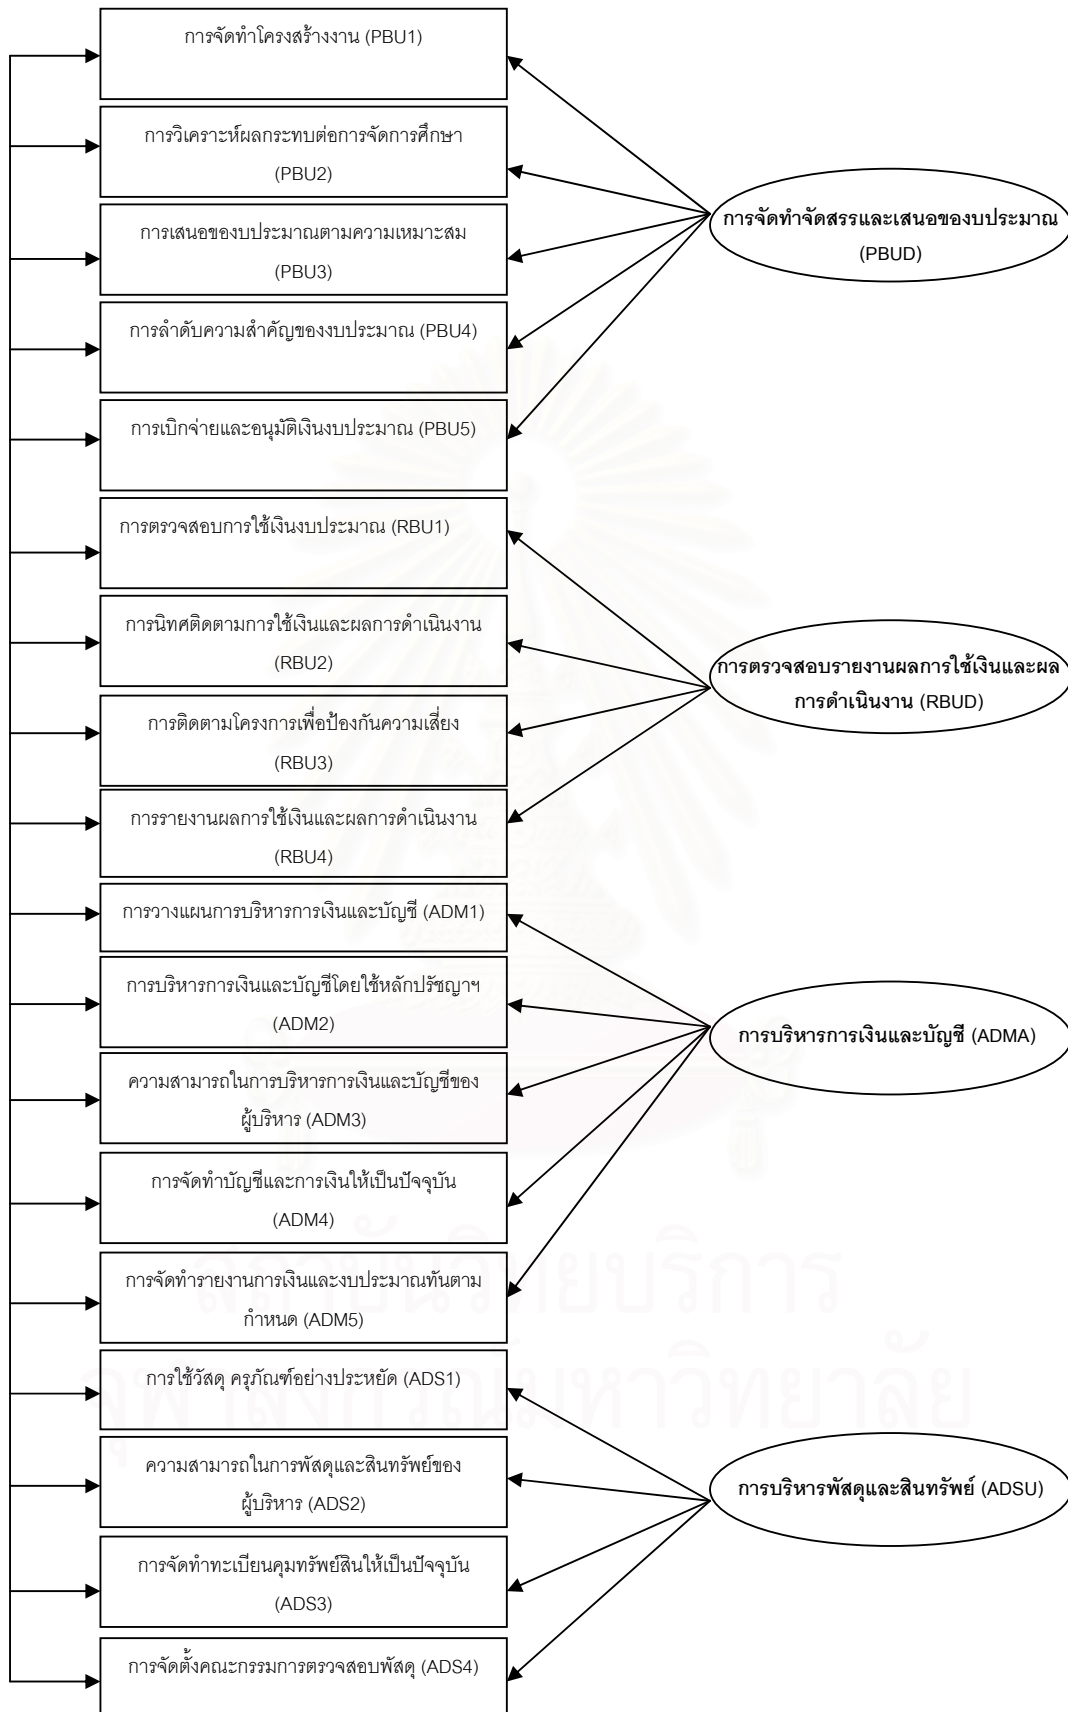 การจัดทำโครงสร้างงาน (PBU1)
การวิเคราะห์ผลกระทบต่อการจัดการศึกษา
(PBU2)
การเสนอของบประมาณตามความเหมาะสม
(PBU3)
การลำดับความสำคัญของงบประมาณ (PBU4)
การเบิกจ่ายและอนุมัติเงินงบประมาณ (PBU5)
การจัดทำจัดสรรและเสนอของบประมาณ
(PBUD)
การตรวจสอบการใช้เงินงบประมาณ (RBU1)
การนิทศติดตามการใช้เงินและผลการดำเนินงาน
(RBU2)
การติดตามโครงการเพื่อป้องกันความเสี่ยง
(RBU3)
การรายงานผลการใช้เงินและผลการดำเนินงาน
(RBU4)
การตรวจสอบรายงานผลการใช้เงินและผล
การดำเนินงาน (RBUD)
การวางแผนการบริหารการเงินและบัญชี (ADM1)
การบริหารการเงินและบัญชีโดยใช้หลักปรัชญาฯ
(ADM2)
ความสามารถในการบริหารการเงินและบัญชีของ
ผู้บริหาร (ADM3)
การจัดทำบัญชีและการเงินให้เป็นปัจจุบัน
(ADM4)
การจัดทำรายงานการเงินและงบประมาณทันตาม
กำหนด (ADM5)
การบริหารการเงินและบัญชี (ADMA)
การใช้วัสดุ ครุภัณฑ์อย่างประหยัด (ADS1)
ความสามารถในการพัสดุและสินทรัพย์ของ
ผู้บริหาร (ADS2)
การจัดทำทะเบียนคุมทรัพย์สินให้เป็นปัจจุบัน
(ADS3)
การจัดตั้งคณะกรรมการตรวจสอบพัสดุ (ADS4)
การบริหารพัสดุและสินทรัพย์ (ADSU)
สถาบันวิทยบริการ
จุฬาลงกรณ์มหาวิทยาลัย